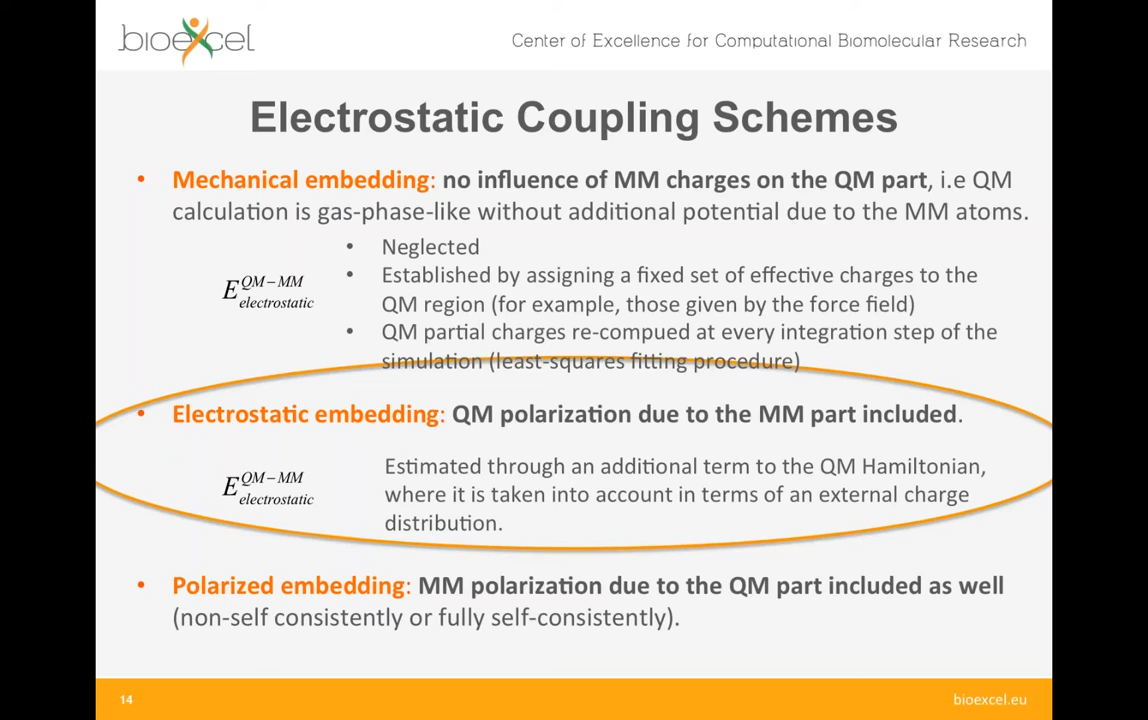 bioexcel
Center of Excellence for Computational Biomolecular Research
Electrostatic Coupling Schemes
• Mechanical embedding: no influence of MM charges on the QM part, i.e QM
calculation is gas-phase-like without additional potential due to the MM atoms.
• Neglected
• Established by assigning a fixed set of effective charges to the
QM region (for example, those given by the force field)
• QM partial charges re-compued at every integration step of the
simulation (least-squares fitting procedure)
E QM−MM
electrostatic
• Electrostatic embedding: QM polarization due to the MM part included.
E QM−MM
electrostatic
Estimated through an additional term to the QM Hamiltonian,
where it is taken into account in terms of an external charge
distribution.
• Polarized embedding: MM polarization due to the QM part included as well
(non-self consistently or fully self-consistently).
14
bioexcel.eu